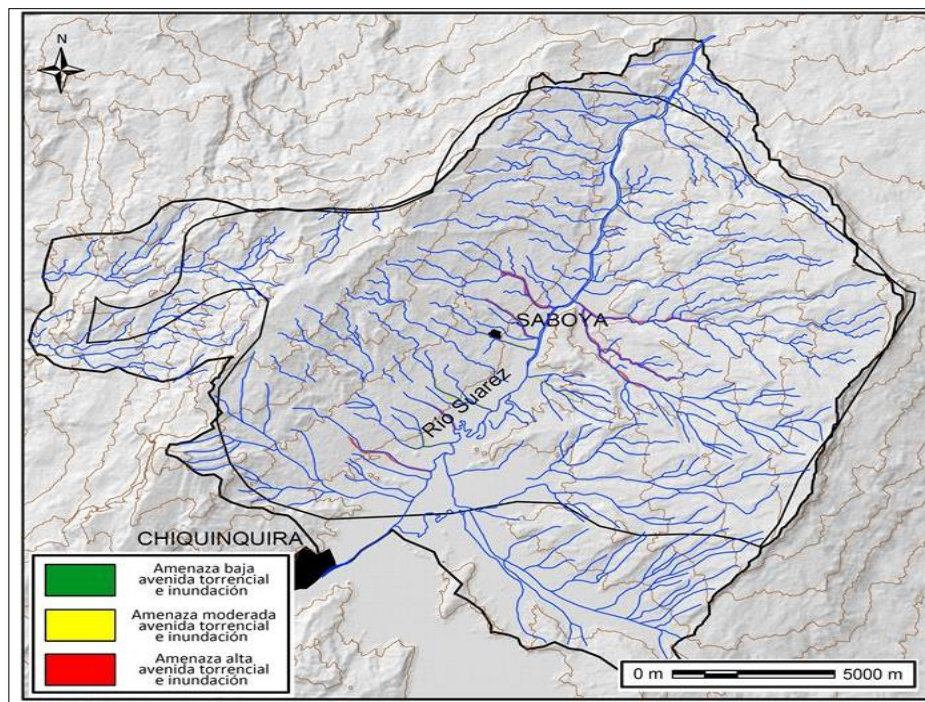 N
SABOYA
Río Suarez
CHIQUINQUIRA
Amenaza baja
avenida torrencial
e inundación
Amenaza moderada
avenida torrencial
e inundación
Amenaza alta
avenida torrencial
e inundación
0 m 5000 m